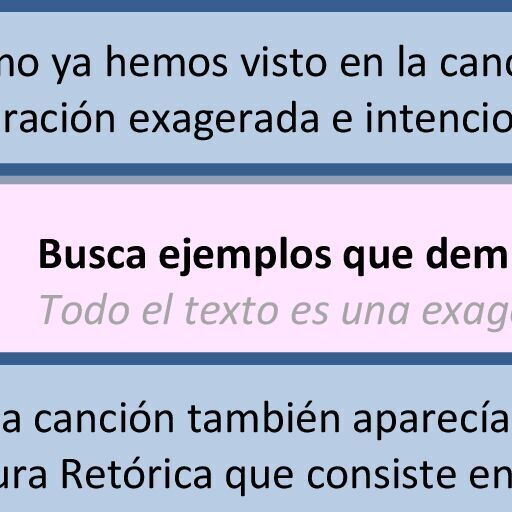 mo ya hemos visto en la canc
ración exagerada e intencio
Busca ejemplos que dem
Todo el texto es una exag
a canción también aparecía
ura Retórica que consiste en